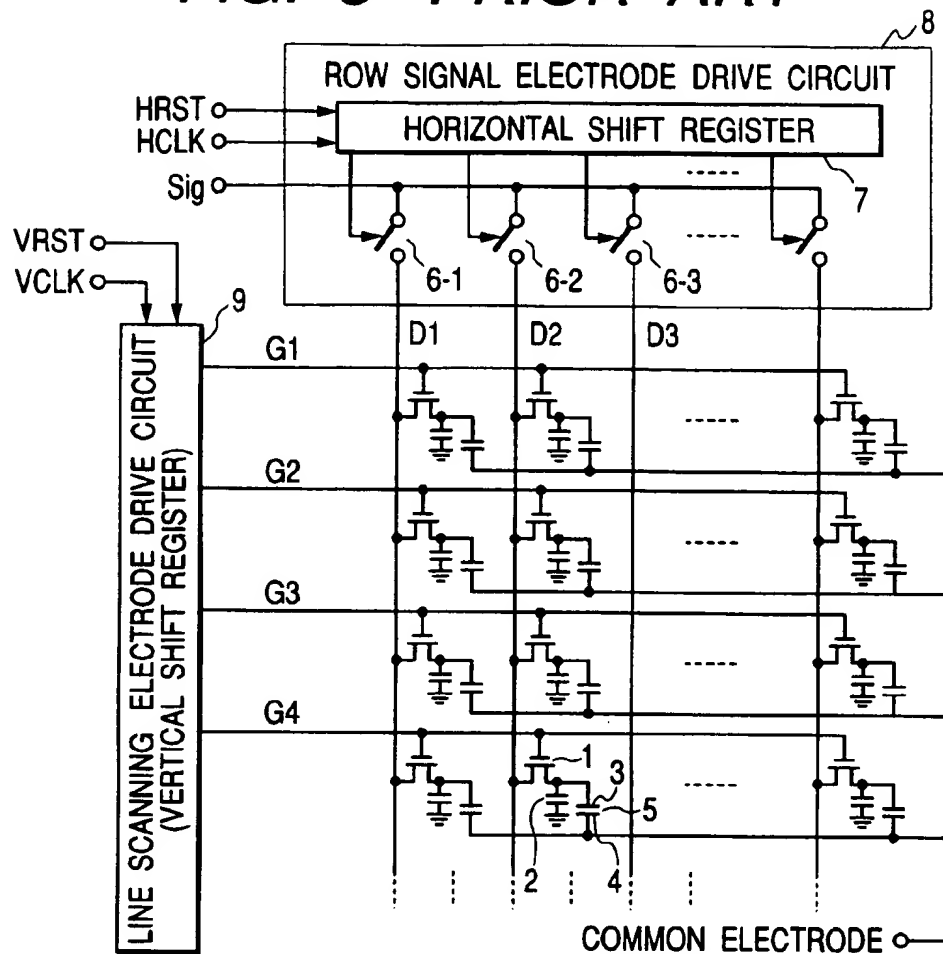 8
ROW SIGNAL ELECTRODE DRIVE CIRCUIT
HRST
HORIZONTAL SHIFT REGISTER
HCLK
7
Sig
VRST
VCLK
6-1
6-2
6-3
9
D1
D2
D3
G1
G2
G3
G4
LINE SCANNING ELECTRODE DRIVE CIRCUIT
(VERTICAL SHIFT REGISTER)
1
3
5
2
4
COMMON ELECTRODE